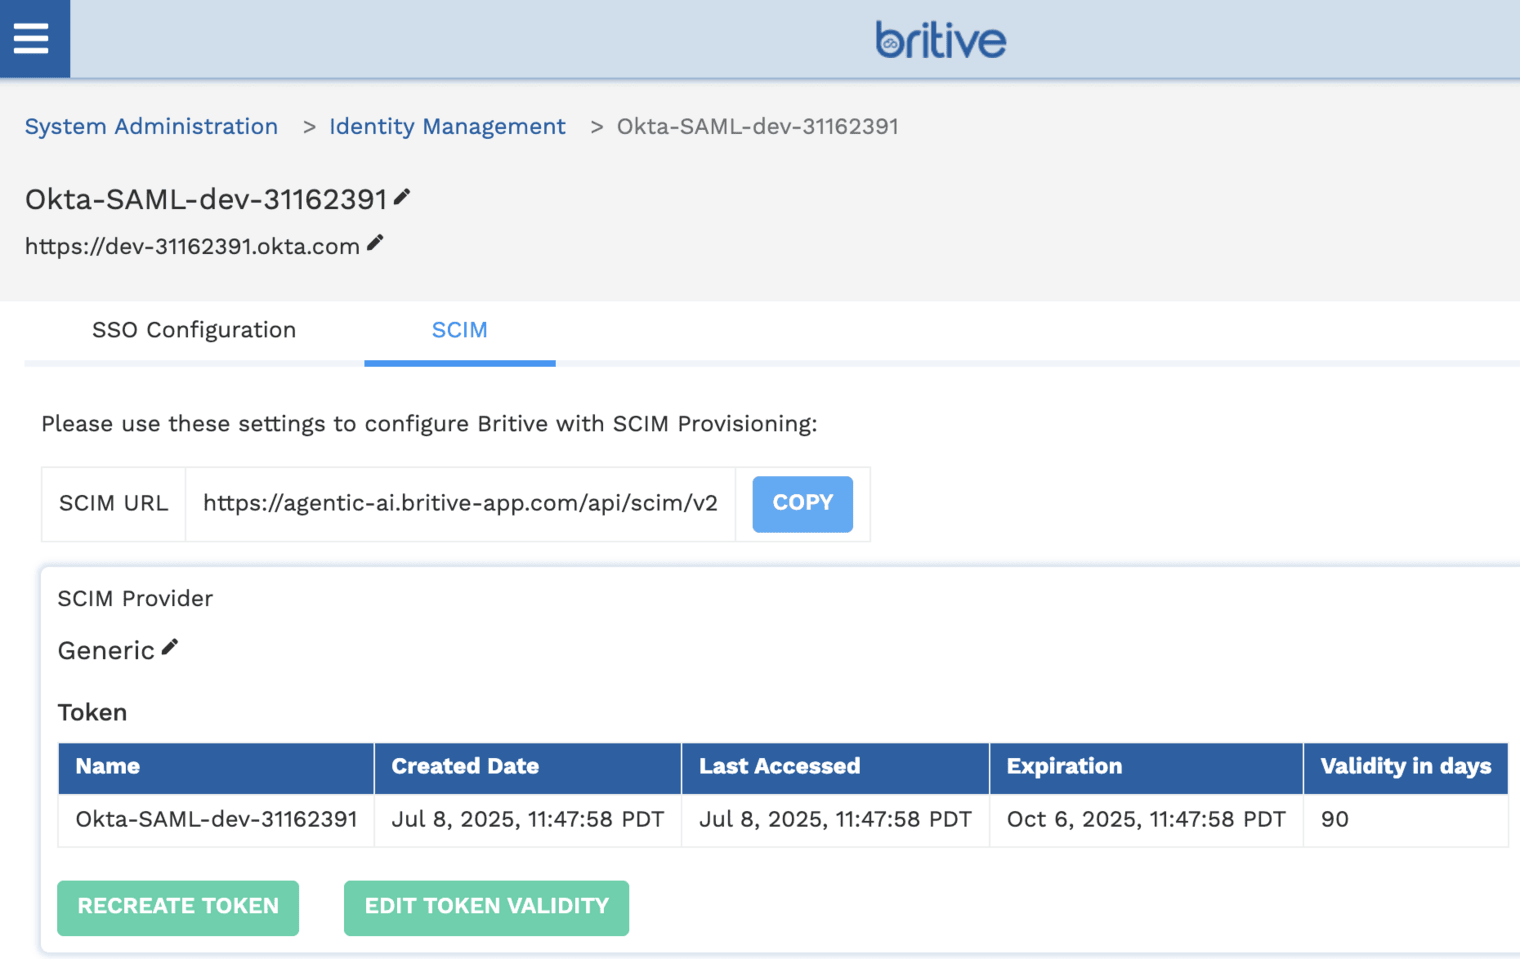 britive
System Administration > Identity Management > Okta-SAML-dev-31162391
Okta-SAML-dev-31162391
https://dev-31162391.okta.com
SSO Configuration SCIM
Please use these settings to configure Britive with SCIM Provisioning:
SCIM URL https://agentic-ai.britive-app.com/api/scim/v2 COPY
SCIM Provider
Generic
Token
Name Created Date Last Accessed Expiration Validity in days
Okta-SAML-dev-31162391 Jul 8, 2025, 11:47:58 PDT Jul 8, 2025, 11:47:58 PDT Oct 6, 2025, 11:47:58 PDT 90
RECREATE TOKEN EDIT TOKEN VALIDITY